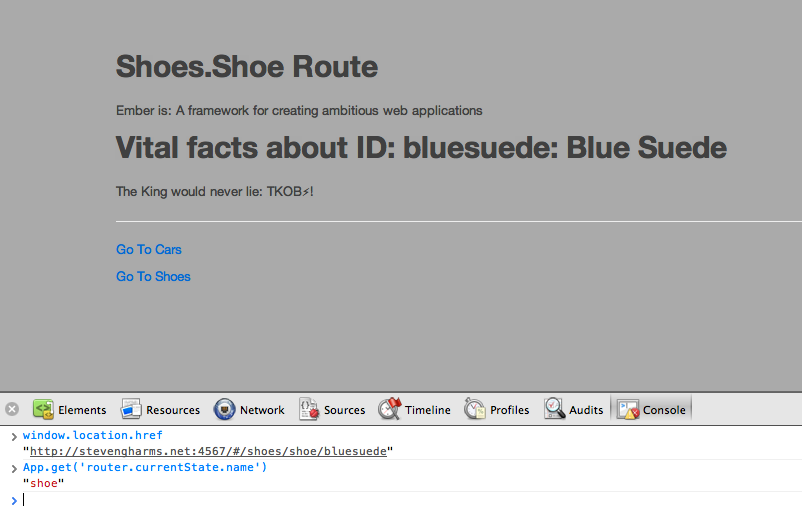 Shoes.Shoe Route
Ember is: A framework for creating ambitious web applications
Vital facts about ID: bluesuede: Blue Suede
The King would never lie: TKOB⚡!
Go To Cars
Go To Shoes
Elements Resources Network Sources Timeline Profiles Audits Console
window.location.href
"http://stevengharms.net:4567/#/shoes/shoe/bluesuede"
App.get('router.currentState.name')
"shoe"